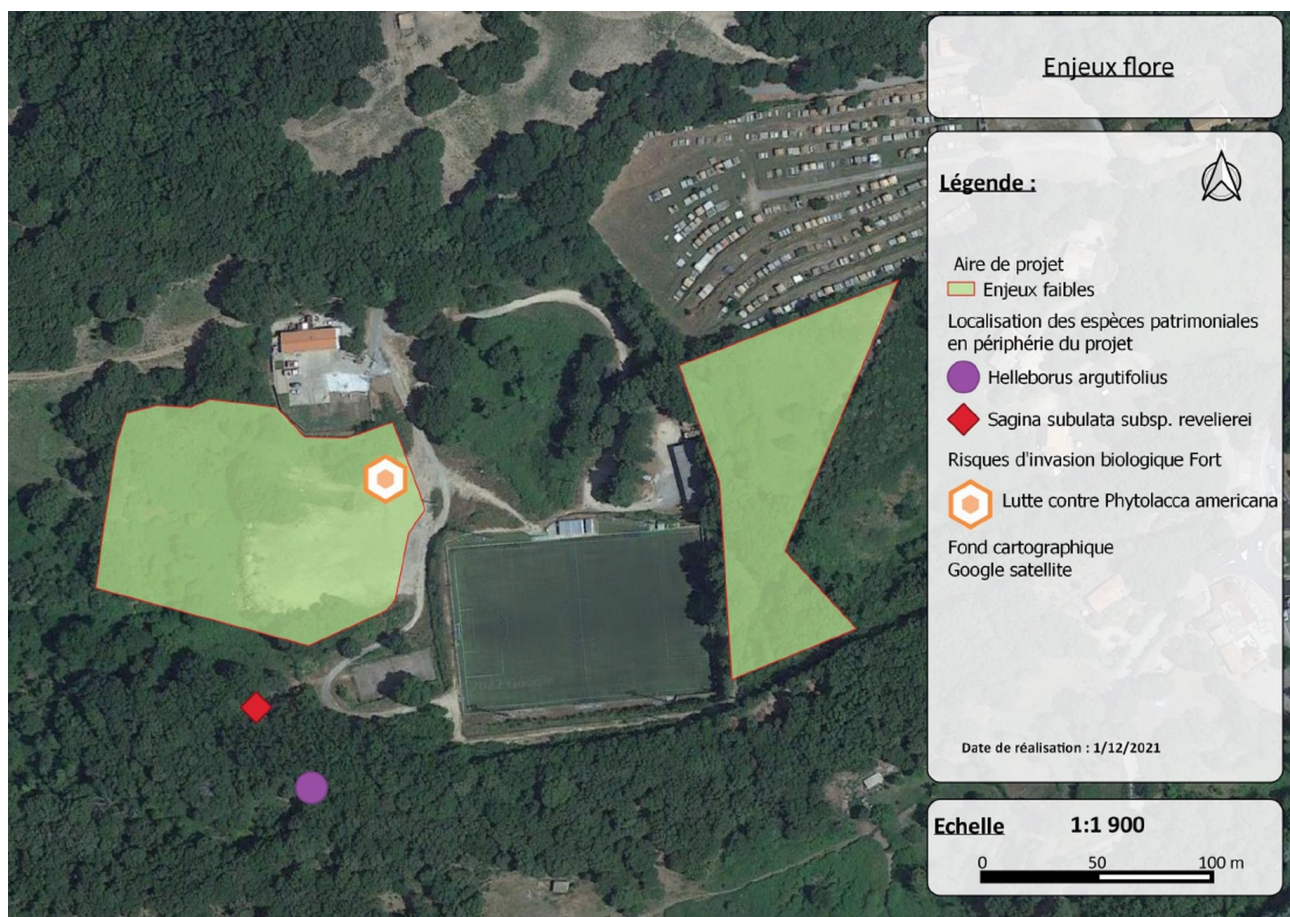 Enjeux flore
Légende :
N
Aire de projet
Enjeux faibles
Localisation des espèces patrimoniales
en périphérie du projet
Helleborus argutifolius
Sagina subulata subsp. revelierei
Risques d'invasion biologique Fort
Lutte contre Phytolacca americana
Fond cartographique
Google satellite
Date de réalisation : 1/12/2021
Echelle 1:1 900
0 50 100 m